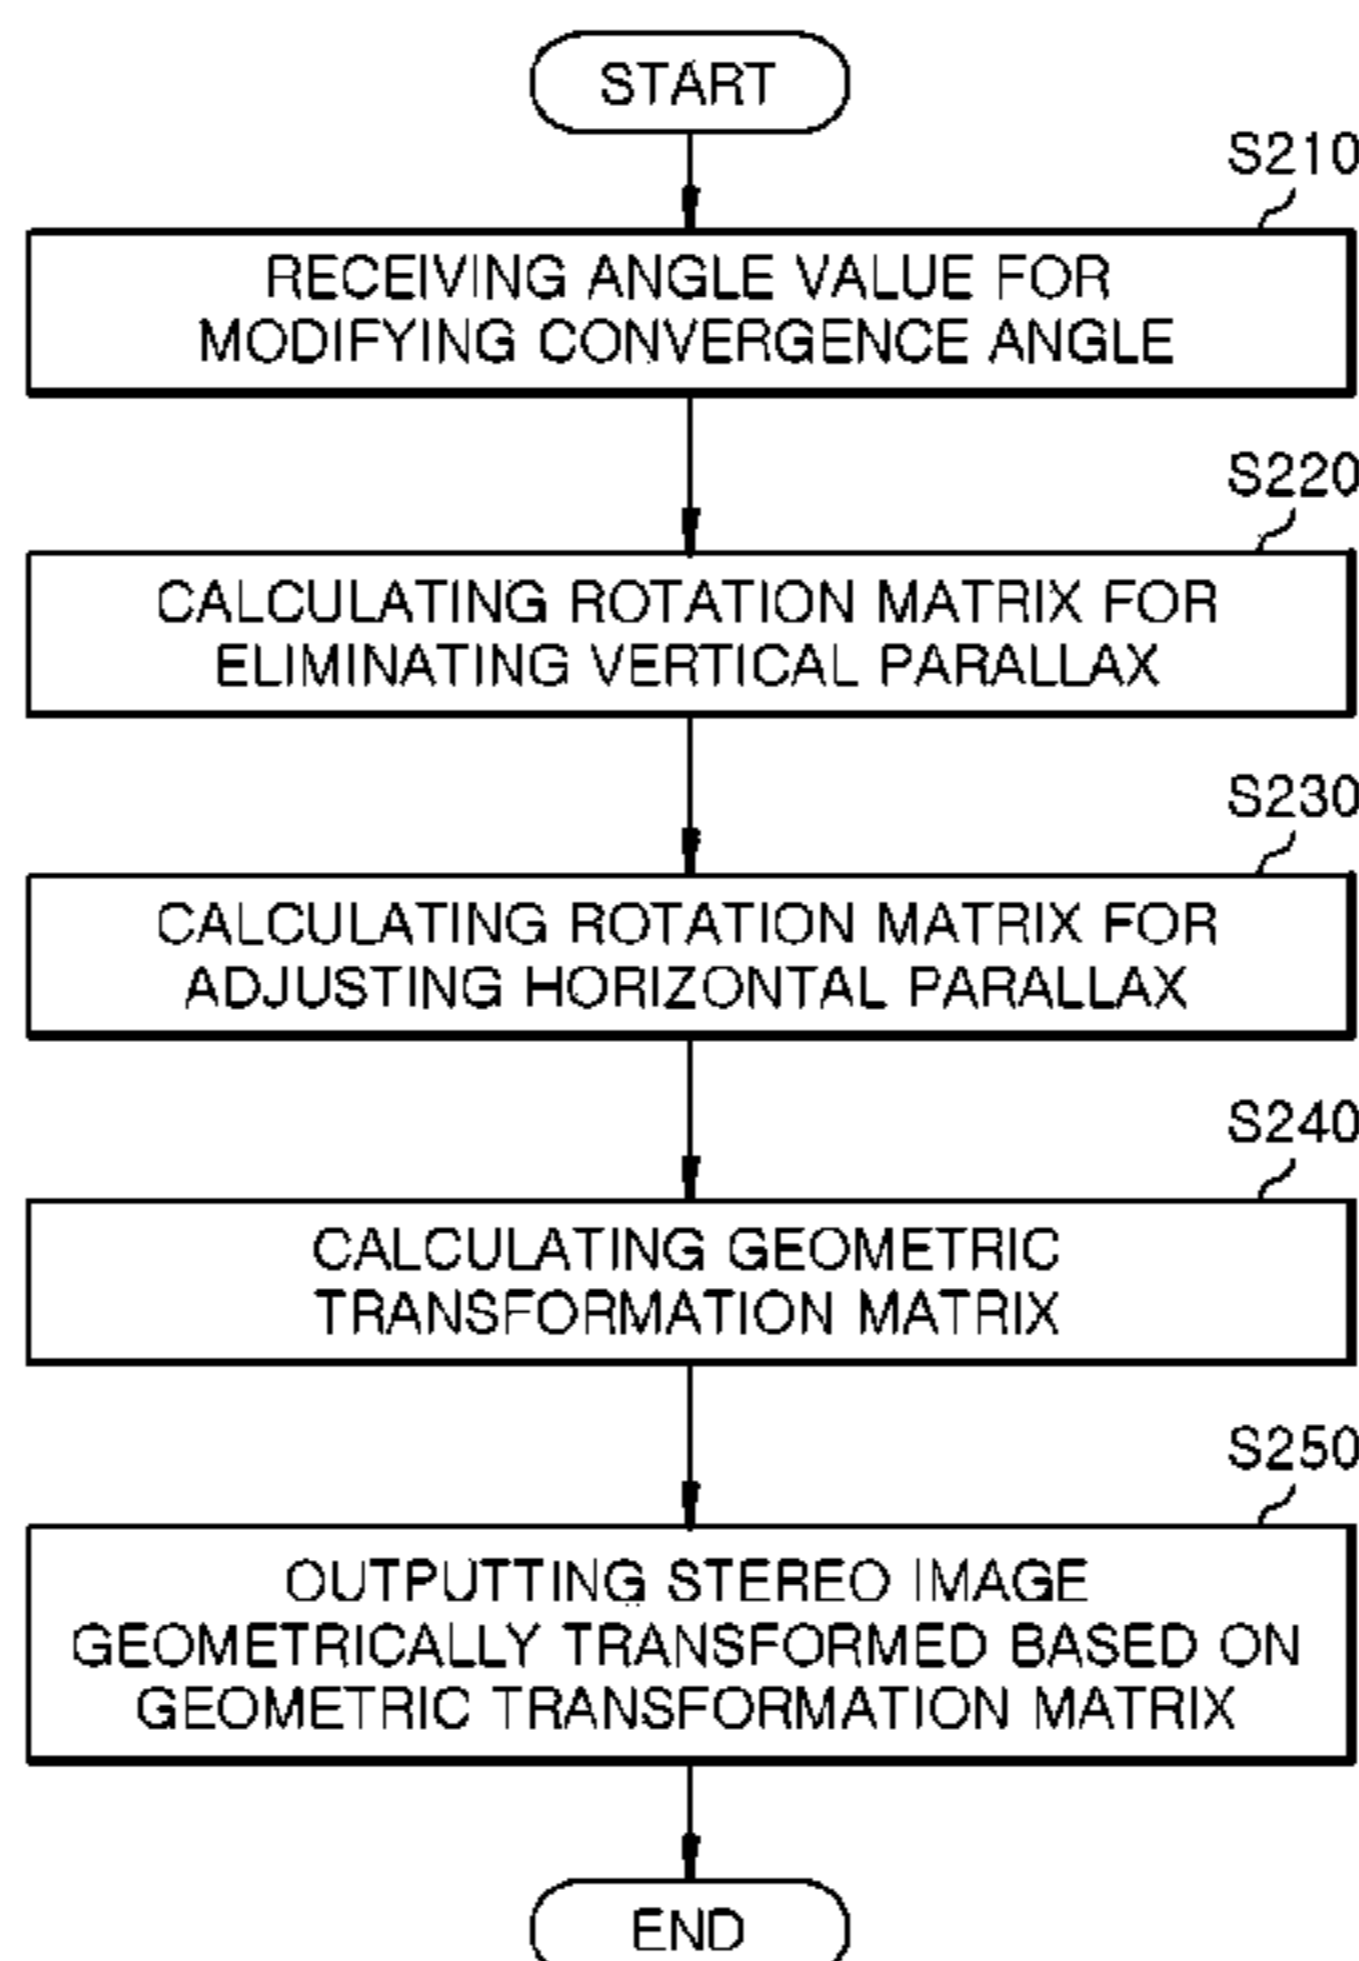 START
S210
RECEIVING ANGLE VALUE FOR
MODIFYING CONVERGENCE ANGLE
S220
CALCULATING ROTATION MATRIX FOR
ELIMINATING VERTICAL PARALLAX
S230
CALCULATING ROTATION MATRIX FOR
ADJUSTING HORIZONTAL PARALLAX
S240
CALCULATING GEOMETRIC
TRANSFORMATION MATRIX
S250
OUTPUTTING STEREO IMAGE
GEOMETRICALLY TRANSFORMED BASED ON
GEOMETRIC TRANSFORMATION MATRIX
END